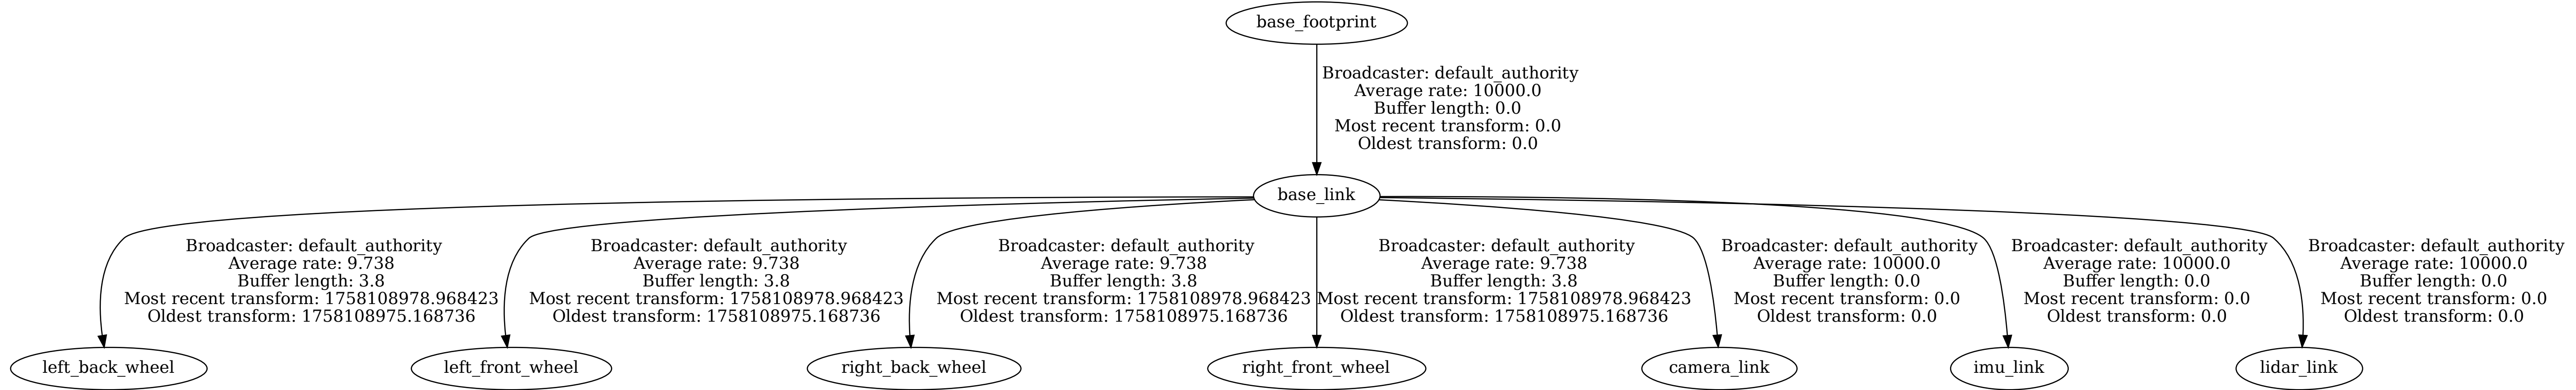 base_footprint
Broadcaster: default_authority
Average rate: 10000.0
Buffer length: 0.0
Most recent transform: 0.0
Oldest transform: 0.0
base_link
Broadcaster: default_authority
Average rate: 9.738
Buffer length: 3.8
Most recent transform: 1758108978.968423
Oldest transform: 1758108975.168736
Broadcaster: default_authority
Average rate: 9.738
Buffer length: 3.8
Most recent transform: 1758108978.968423
Oldest transform: 1758108975.168736
Broadcaster: default_authority
Average rate: 9.738
Buffer length: 3.8
Most recent transform: 1758108978.968423
Oldest transform: 1758108975.168736
Broadcaster: default_authority
Average rate: 9.738
Buffer length: 3.8
Most recent transform: 1758108978.968423
Oldest transform: 1758108975.168736
Broadcaster: default_authority
Average rate: 10000.0
Buffer length: 0.0
Most recent transform: 0.0
Oldest transform: 0.0
Broadcaster: default_authority
Average rate: 10000.0
Buffer length: 0.0
Most recent transform: 0.0
Oldest transform: 0.0
Broadcaster: default_authority
Average rate: 10000.0
Buffer length: 0.0
Most recent transform: 0.0
Oldest transform: 0.0
left_back_wheel
left_front_wheel
right_back_wheel
right_front_wheel
camera_link
imu_link
lidar_link